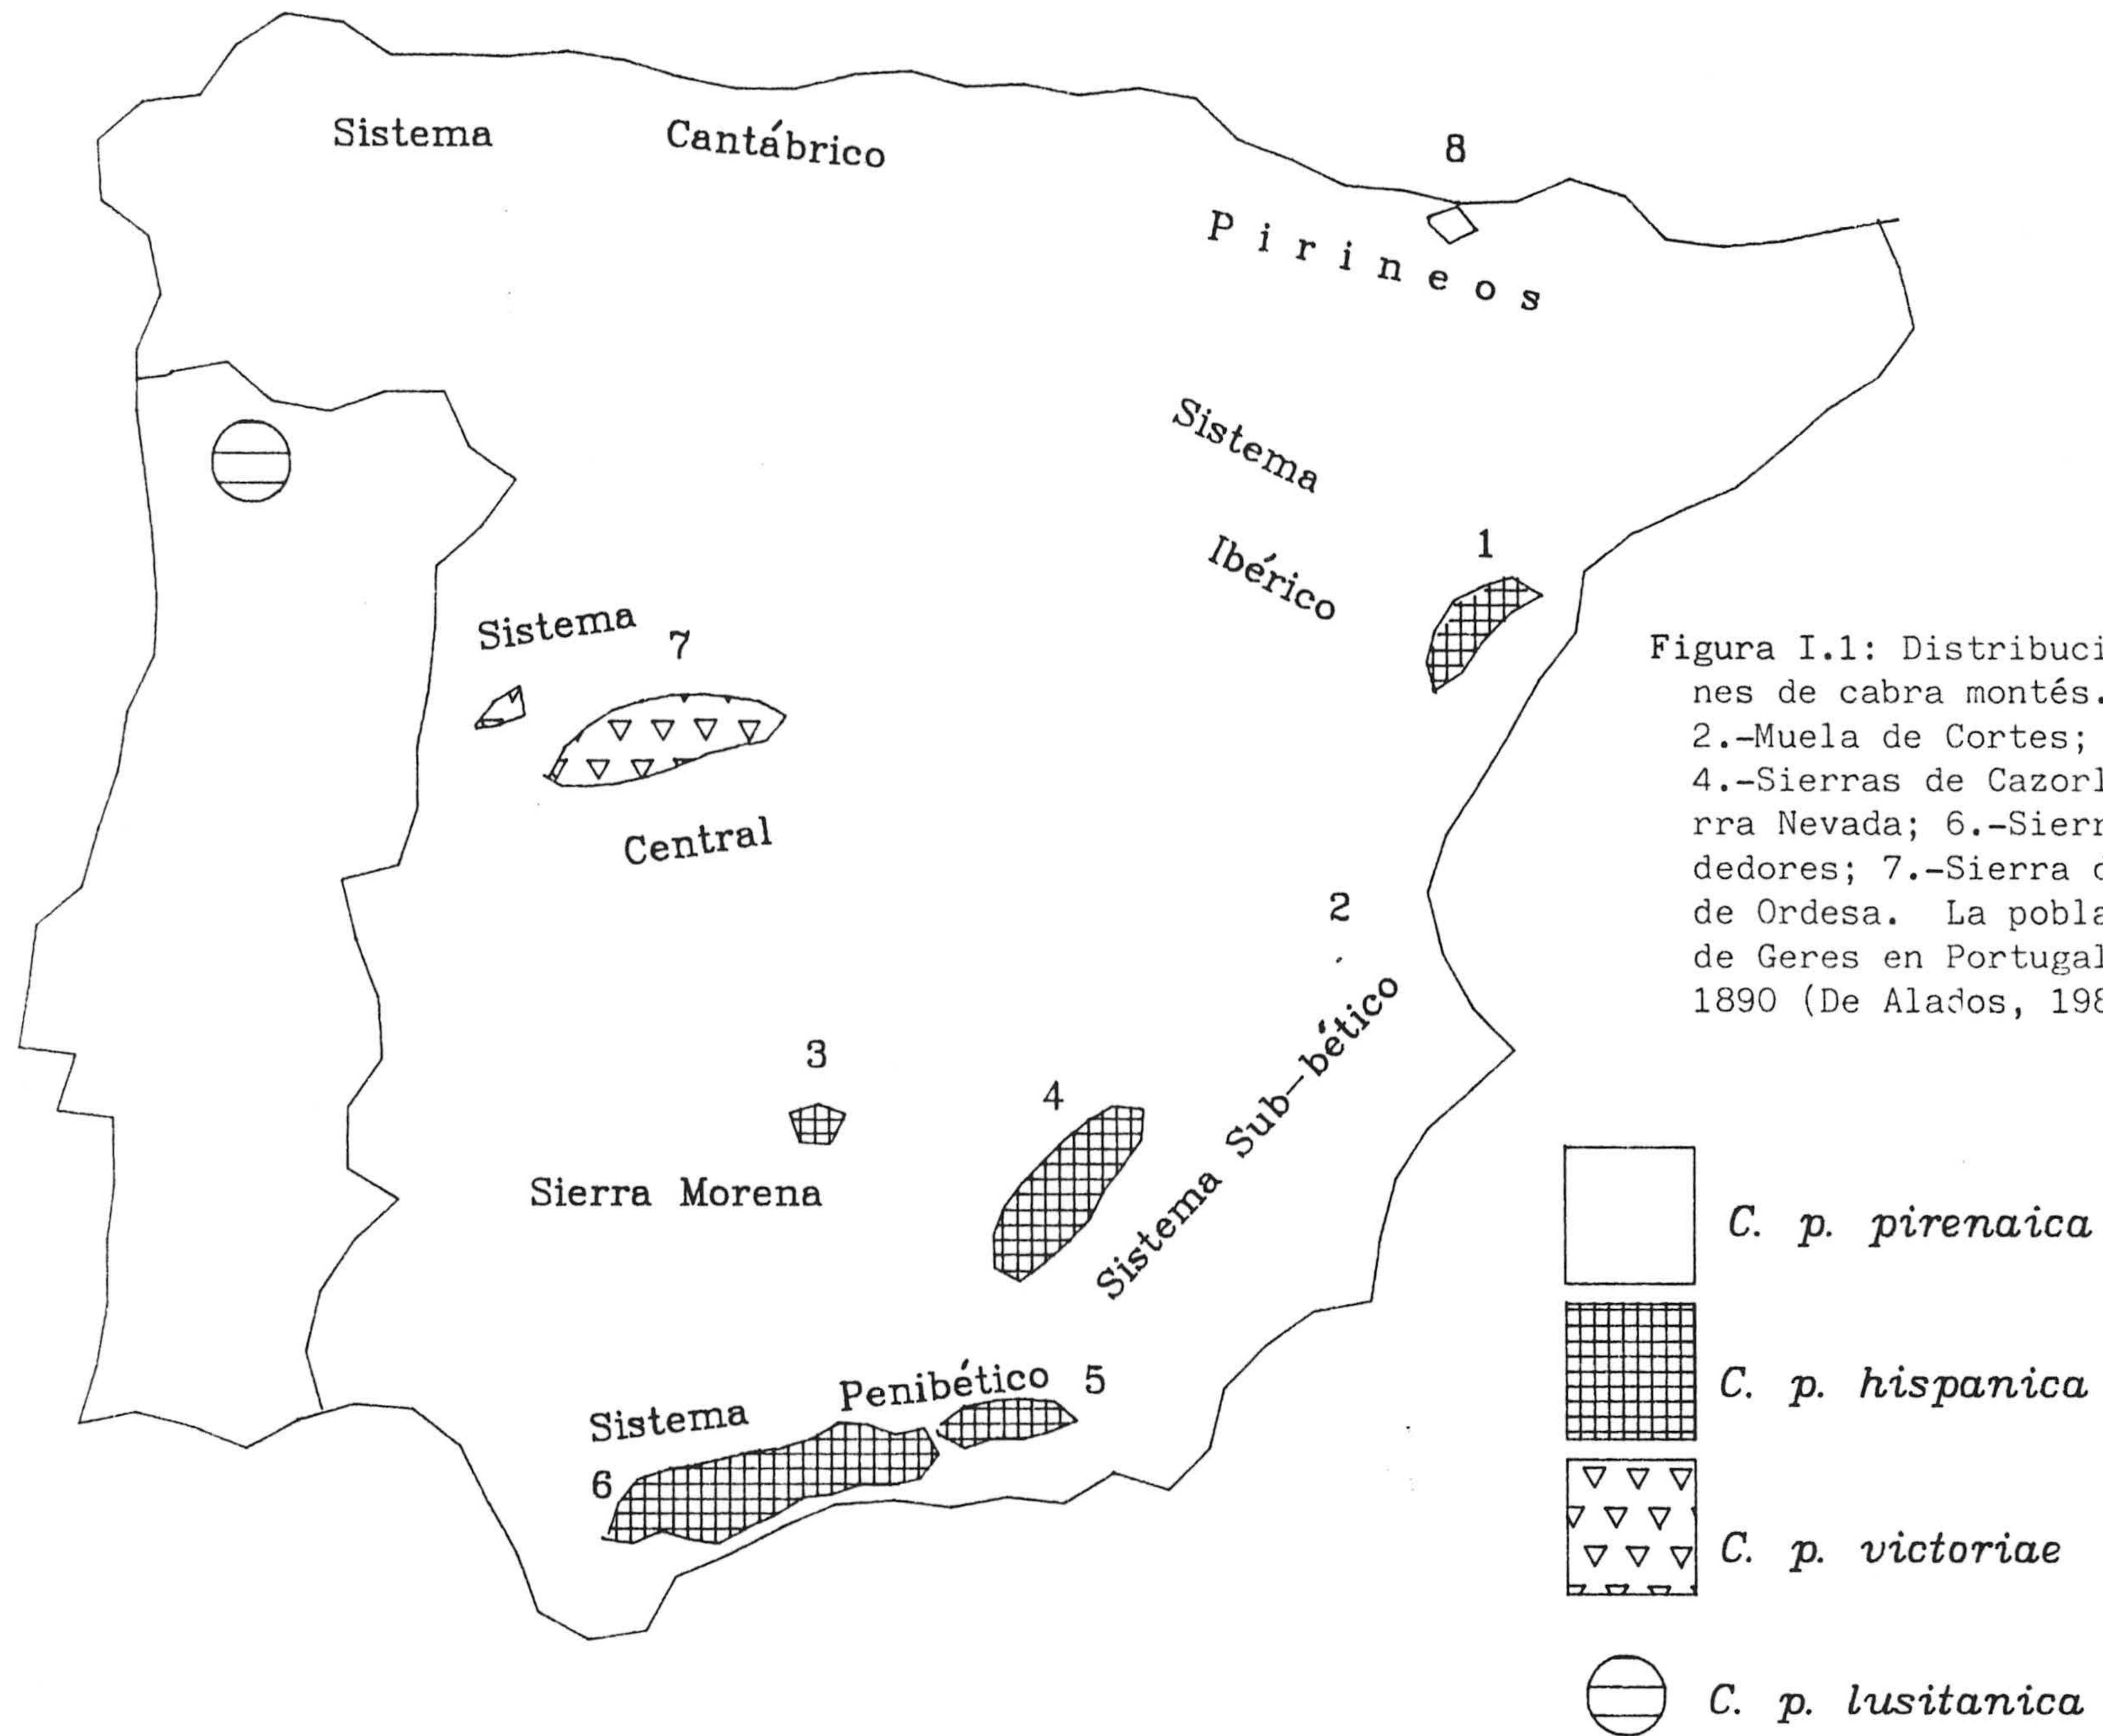 Sistema Cantábrico
8
Pirineos
Sistema
Ibérico
1
Sistema
7
Central
2
3
4
Sistema Sub-bético
Sierra Morena
Penibético 5
Sistema
6
Figura I.1: Distribuci
nes de cabra montés.
2.-Muela de Cortes;
4.-Sierras de Cazorl
rra Nevada; 6.-Sierr
dedores; 7.-Sierra
de Ordesa. La pobla
de Geres en Portugal
1890 (De Alados, 198
C. p. pirenaica
C. p. hispanica
C. p. victoriae
C. p. lusitanica